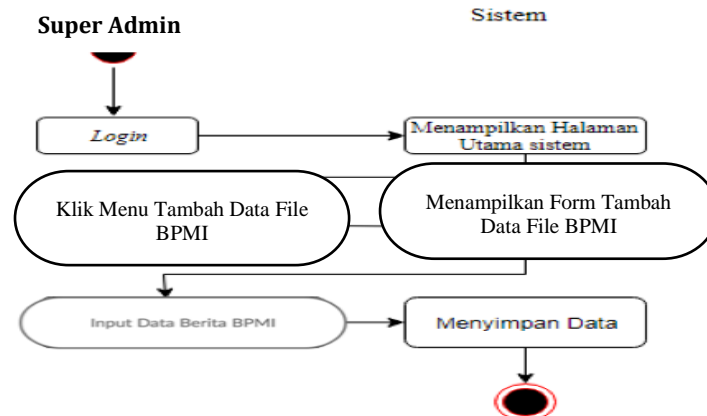 Super Admin
Sistem
Login
Menampilkan Halaman
Utama sistem
Klik Menu Tambah Data File
BPMI
Menampilkan Form Tambah
Data File BPMI
Input Data Berita BPMI
Menyimpan Data